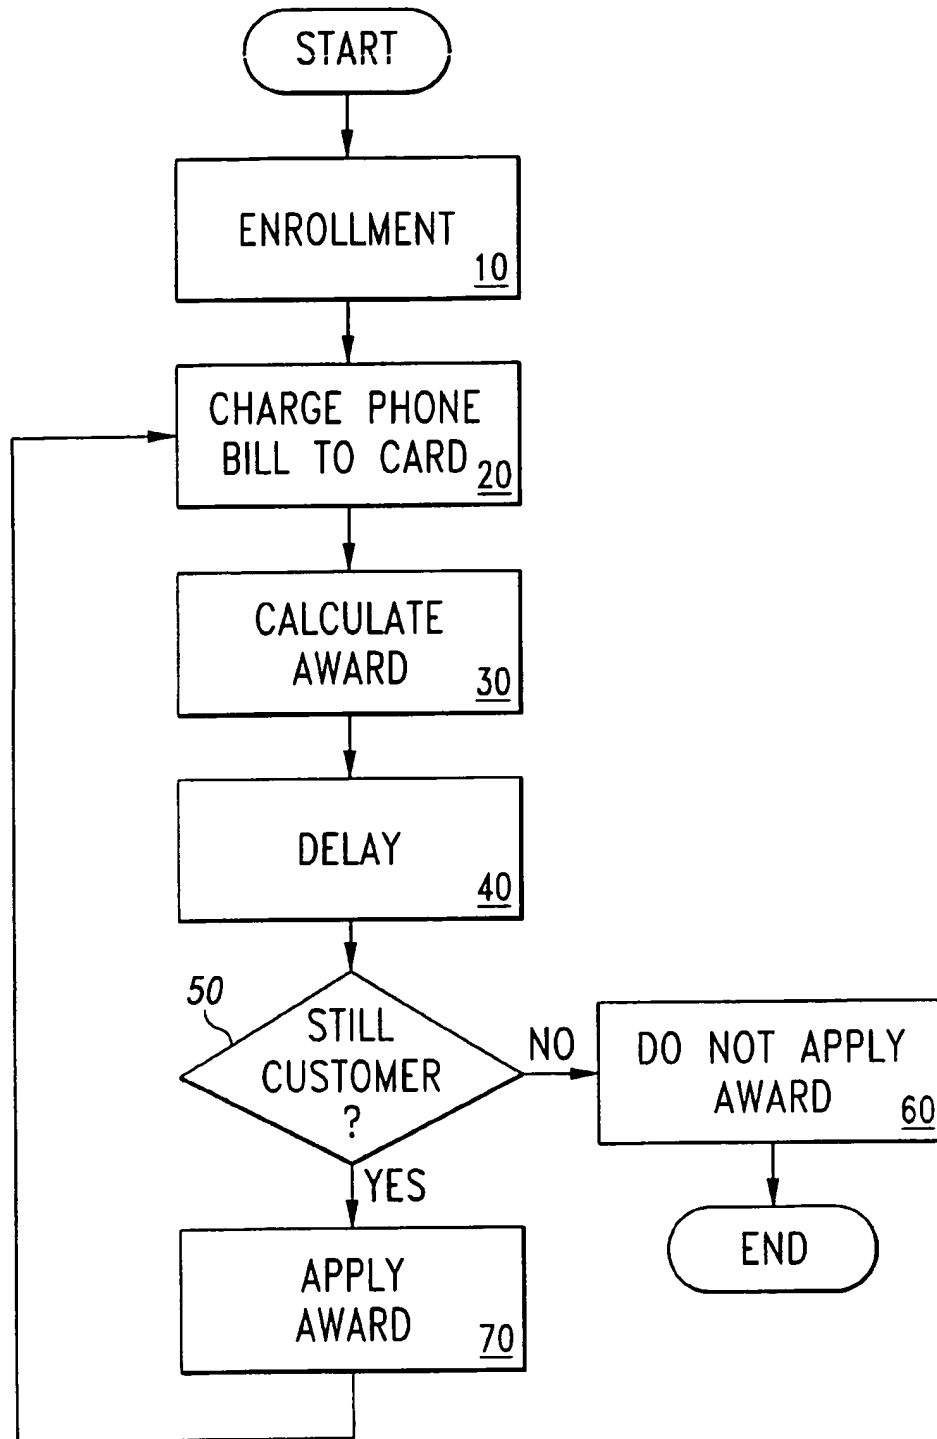 START
ENROLLMENT
10
CHARGE PHONE
BILL TO CARD
20
CALCULATE
AWARD
30
DELAY
40
50
STILL
CUSTOMER
?
NO
DO NOT APPLY
AWARD
60
YES
END
APPLY
AWARD
70